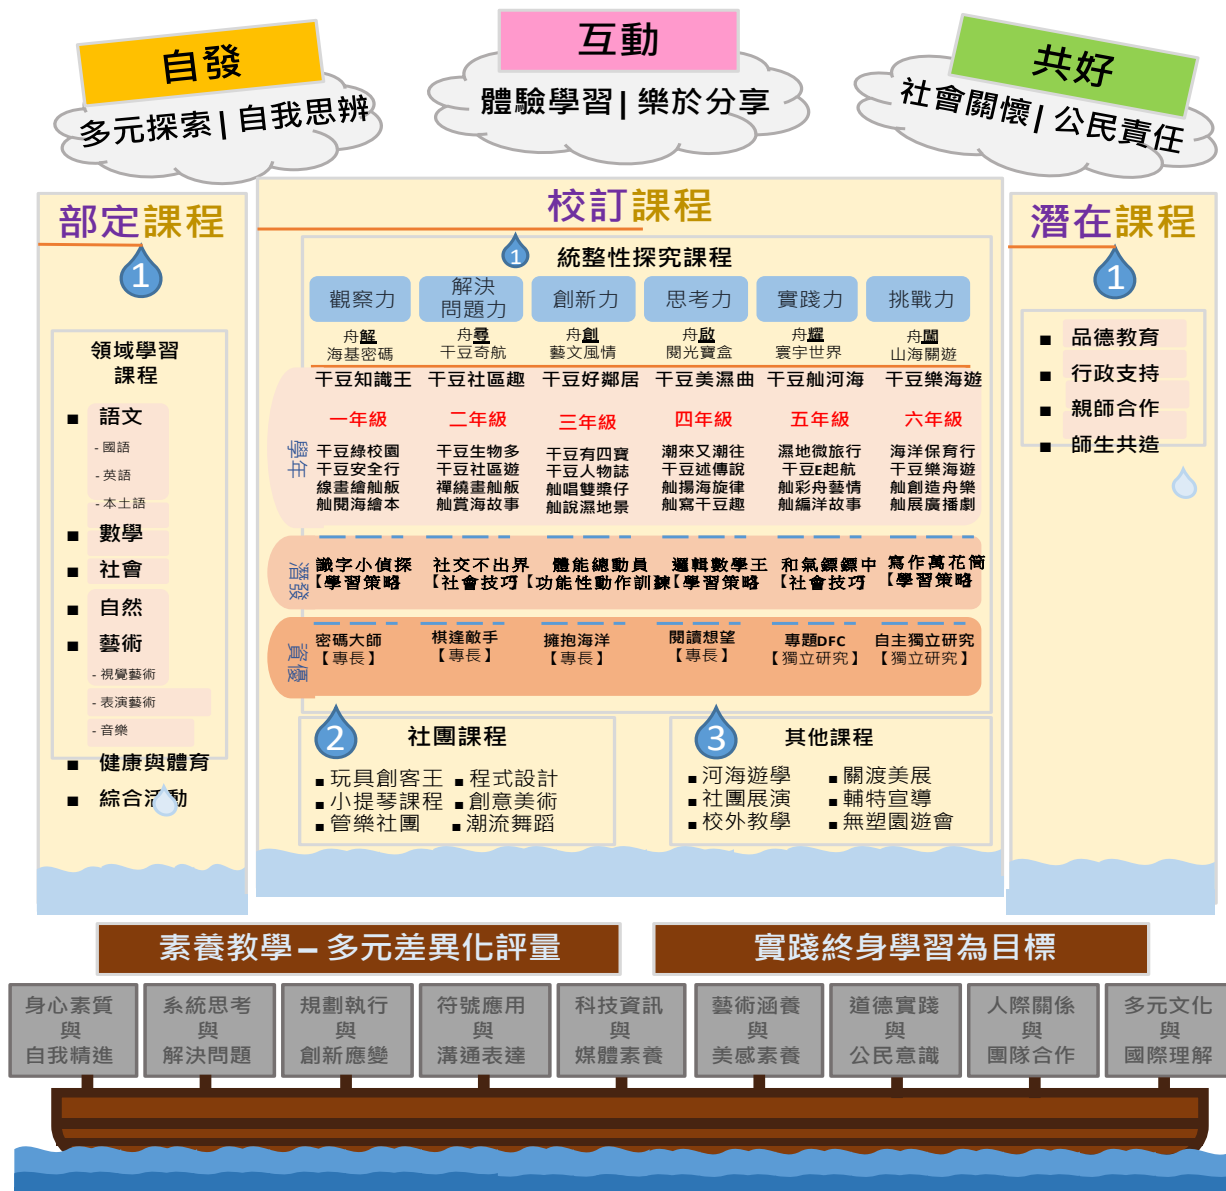 自發
多元探索 | 自我思辨
互動
體驗學習 | 樂於分享
共好
社會關懷 | 公民責任
部定課程
1
領域學習
課程
■ 語文
- 國語
- 英語
- 本土語
■ 數學
■ 社會
■ 自然
■ 藝術
- 視覺藝術
- 表演藝術
- 音樂
■ 健康與體育
■ 綜合活動
校訂課程
1
統整性探究課程
觀察力 解決問題力 創新力 思考力 實踐力 挑戰力
舟解 舟尋 舟創 舟啟 舟耀 舟闖
海基密碼 干豆奇航 藝文風情 閱光寶盒 寰宇世界 山海關遊
干豆知識王 干豆社區趣 干豆好鄰居 干豆美濕曲 干豆舢河海 干豆樂海遊
學年
一年級 二年級 三年級 四年級 五年級 六年級
干豆綠校園 干豆生物多 干豆有四寶 潮來又潮往 濕地微旅行 海洋保育行
干豆安全行 干豆社區遊 干豆人物誌 干豆述傳說 干豆E起航 干豆樂海遊
線畫繪舢舨 禪繞畫舢舨 舢唱雙槳仔 舢揚海旋律 舢彩舟藝情 舢創造舟樂
舢閱海繪本 舢賞海故事 舢說濕地景 舢寫干豆趣 舢編洋故事 舢展廣播劇
潛發
識字小偵探 社交不出界 體能總動員 邏輯數學王 和氣鏢鏢中 寫作萬花筒
【學習策略 【社會技巧 【功能性動作訓練 【學習策略 【社會技巧 【學習策略
資優
密碼大師 棋達敵手 擁抱海洋 閱讀想望 專題DFC 自主獨立研究
【專長】 【專長】 【專長】 【專長】 【獨立研究】 【獨立研究】
2
社團課程
■ 玩具創客王 ■ 程式設計
■ 小提琴課程 ■ 創意美術
■ 管樂社團 ■ 潮流舞蹈
3
其他課程
■ 河海遊學 ■ 關渡美展
■ 社團展演 ■ 輔特宣導
■ 校外教學 ■ 無塑園遊會
潛在課程
1
■ 品德教育
■ 行政支持
■ 親師合作
■ 師生共造
素養教學 – 多元差異化評量
實踐終身學習為目標
身心素質
與
自我精進
系統思考
與
解決問題
規劃執行
與
創新應變
符號應用
與
溝通表達
科技資訊
與
媒體素養
藝術涵養
與
美感素養
道德實踐
與
公民意識
人際關係
與
團隊合作
多元文化
與
國際理解